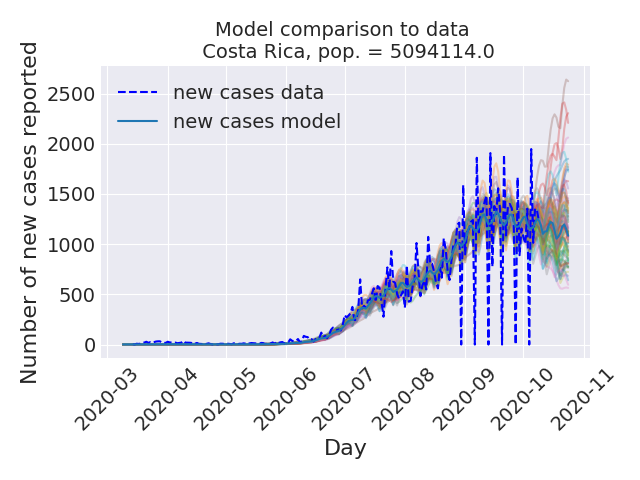 Model comparison to data
Costa Rica, pop. = 5094114.0
new cases data
new cases model
Number of new cases reported
2500
2000
1500
1000
500
0
2020-03
2020-04
2020-05
2020-06
2020-07
2020-08
2020-09
2020-10
2020-11
Day